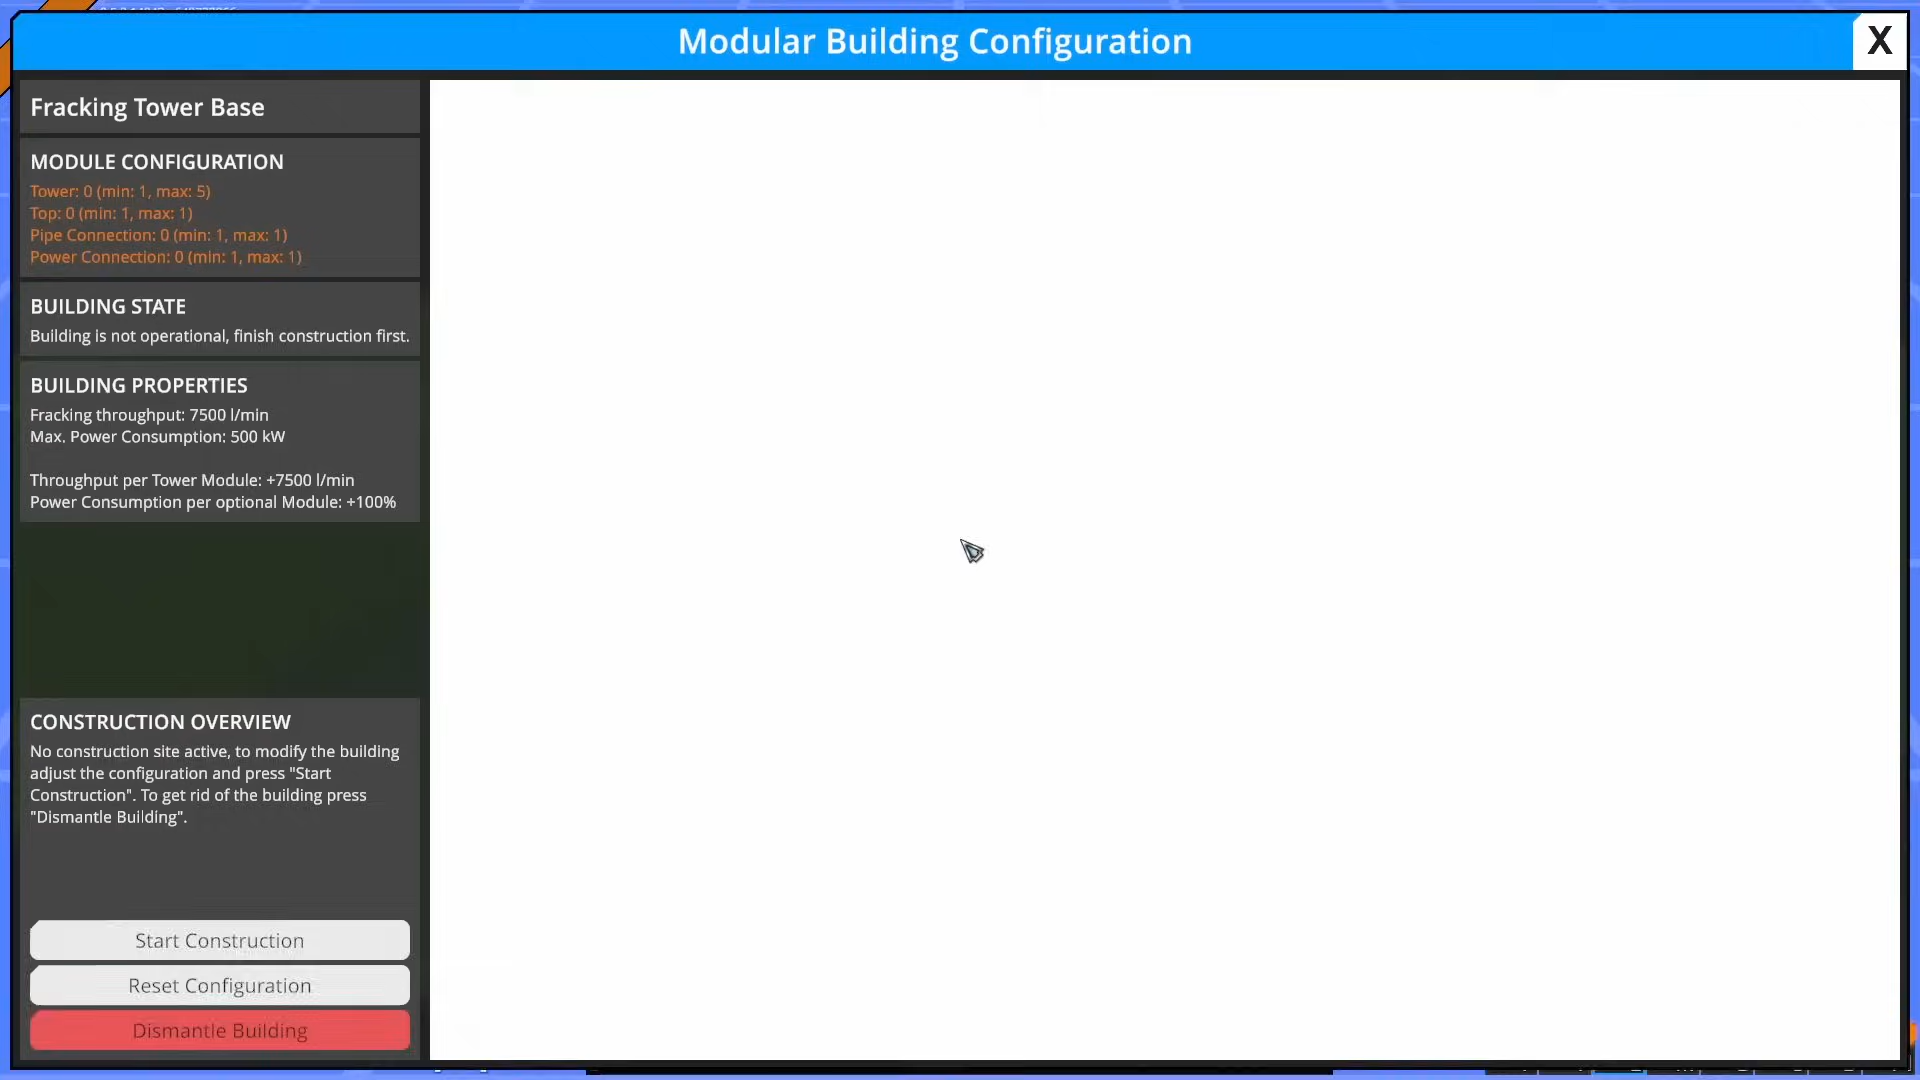 Modular Building Configuration
X
Fracking Tower Base
MODULE CONFIGURATION
Tower: 0 (min: 1, max: 5)
Top: 0 (min: 1, max: 1)
Pipe Connection: 0 (min: 1, max: 1)
Power Connection: 0 (min: 1, max: 1)
BUILDING STATE
Building is not operational, finish construction first.
BUILDING PROPERTIES
Fracking throughput: 7500 l/min
Max. Power Consumption: 500 kW
Throughput per Tower Module: +7500 l/min
Power Consumption per optional Module: +100%
CONSTRUCTION OVERVIEW
No construction site active, to modify the building
adjust the configuration and press "Start
Construction". To get rid of the building press
"Dismantle Building".
Start Construction
Reset Configuration
Dismantle Building